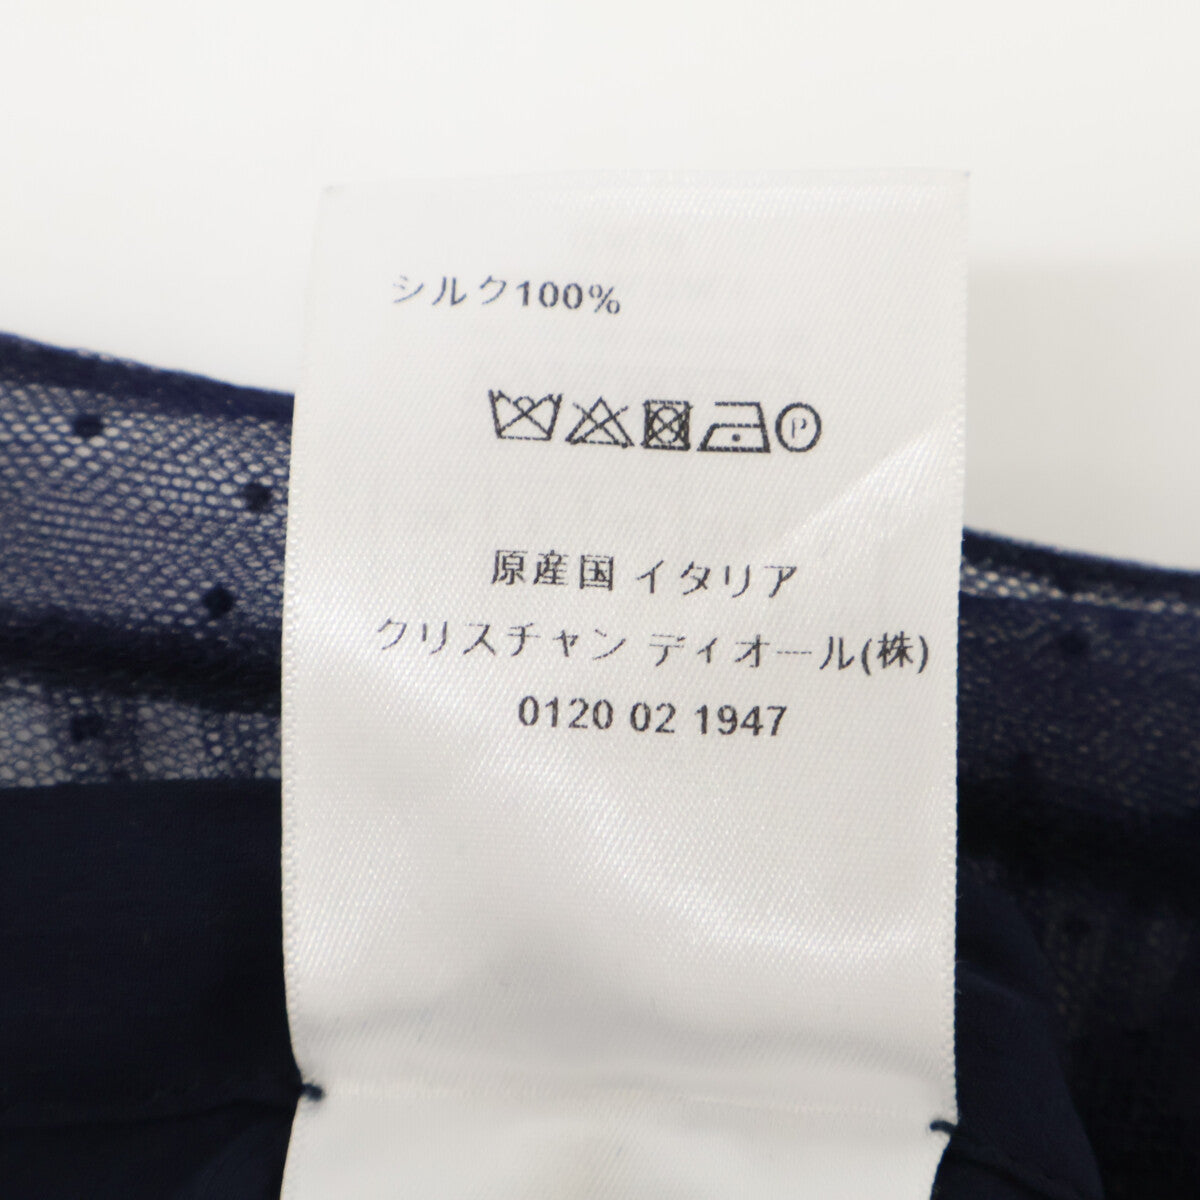 シルク100%
P
原産国 イタリア
クリスチャン ディオール(株)
0120 02 1947